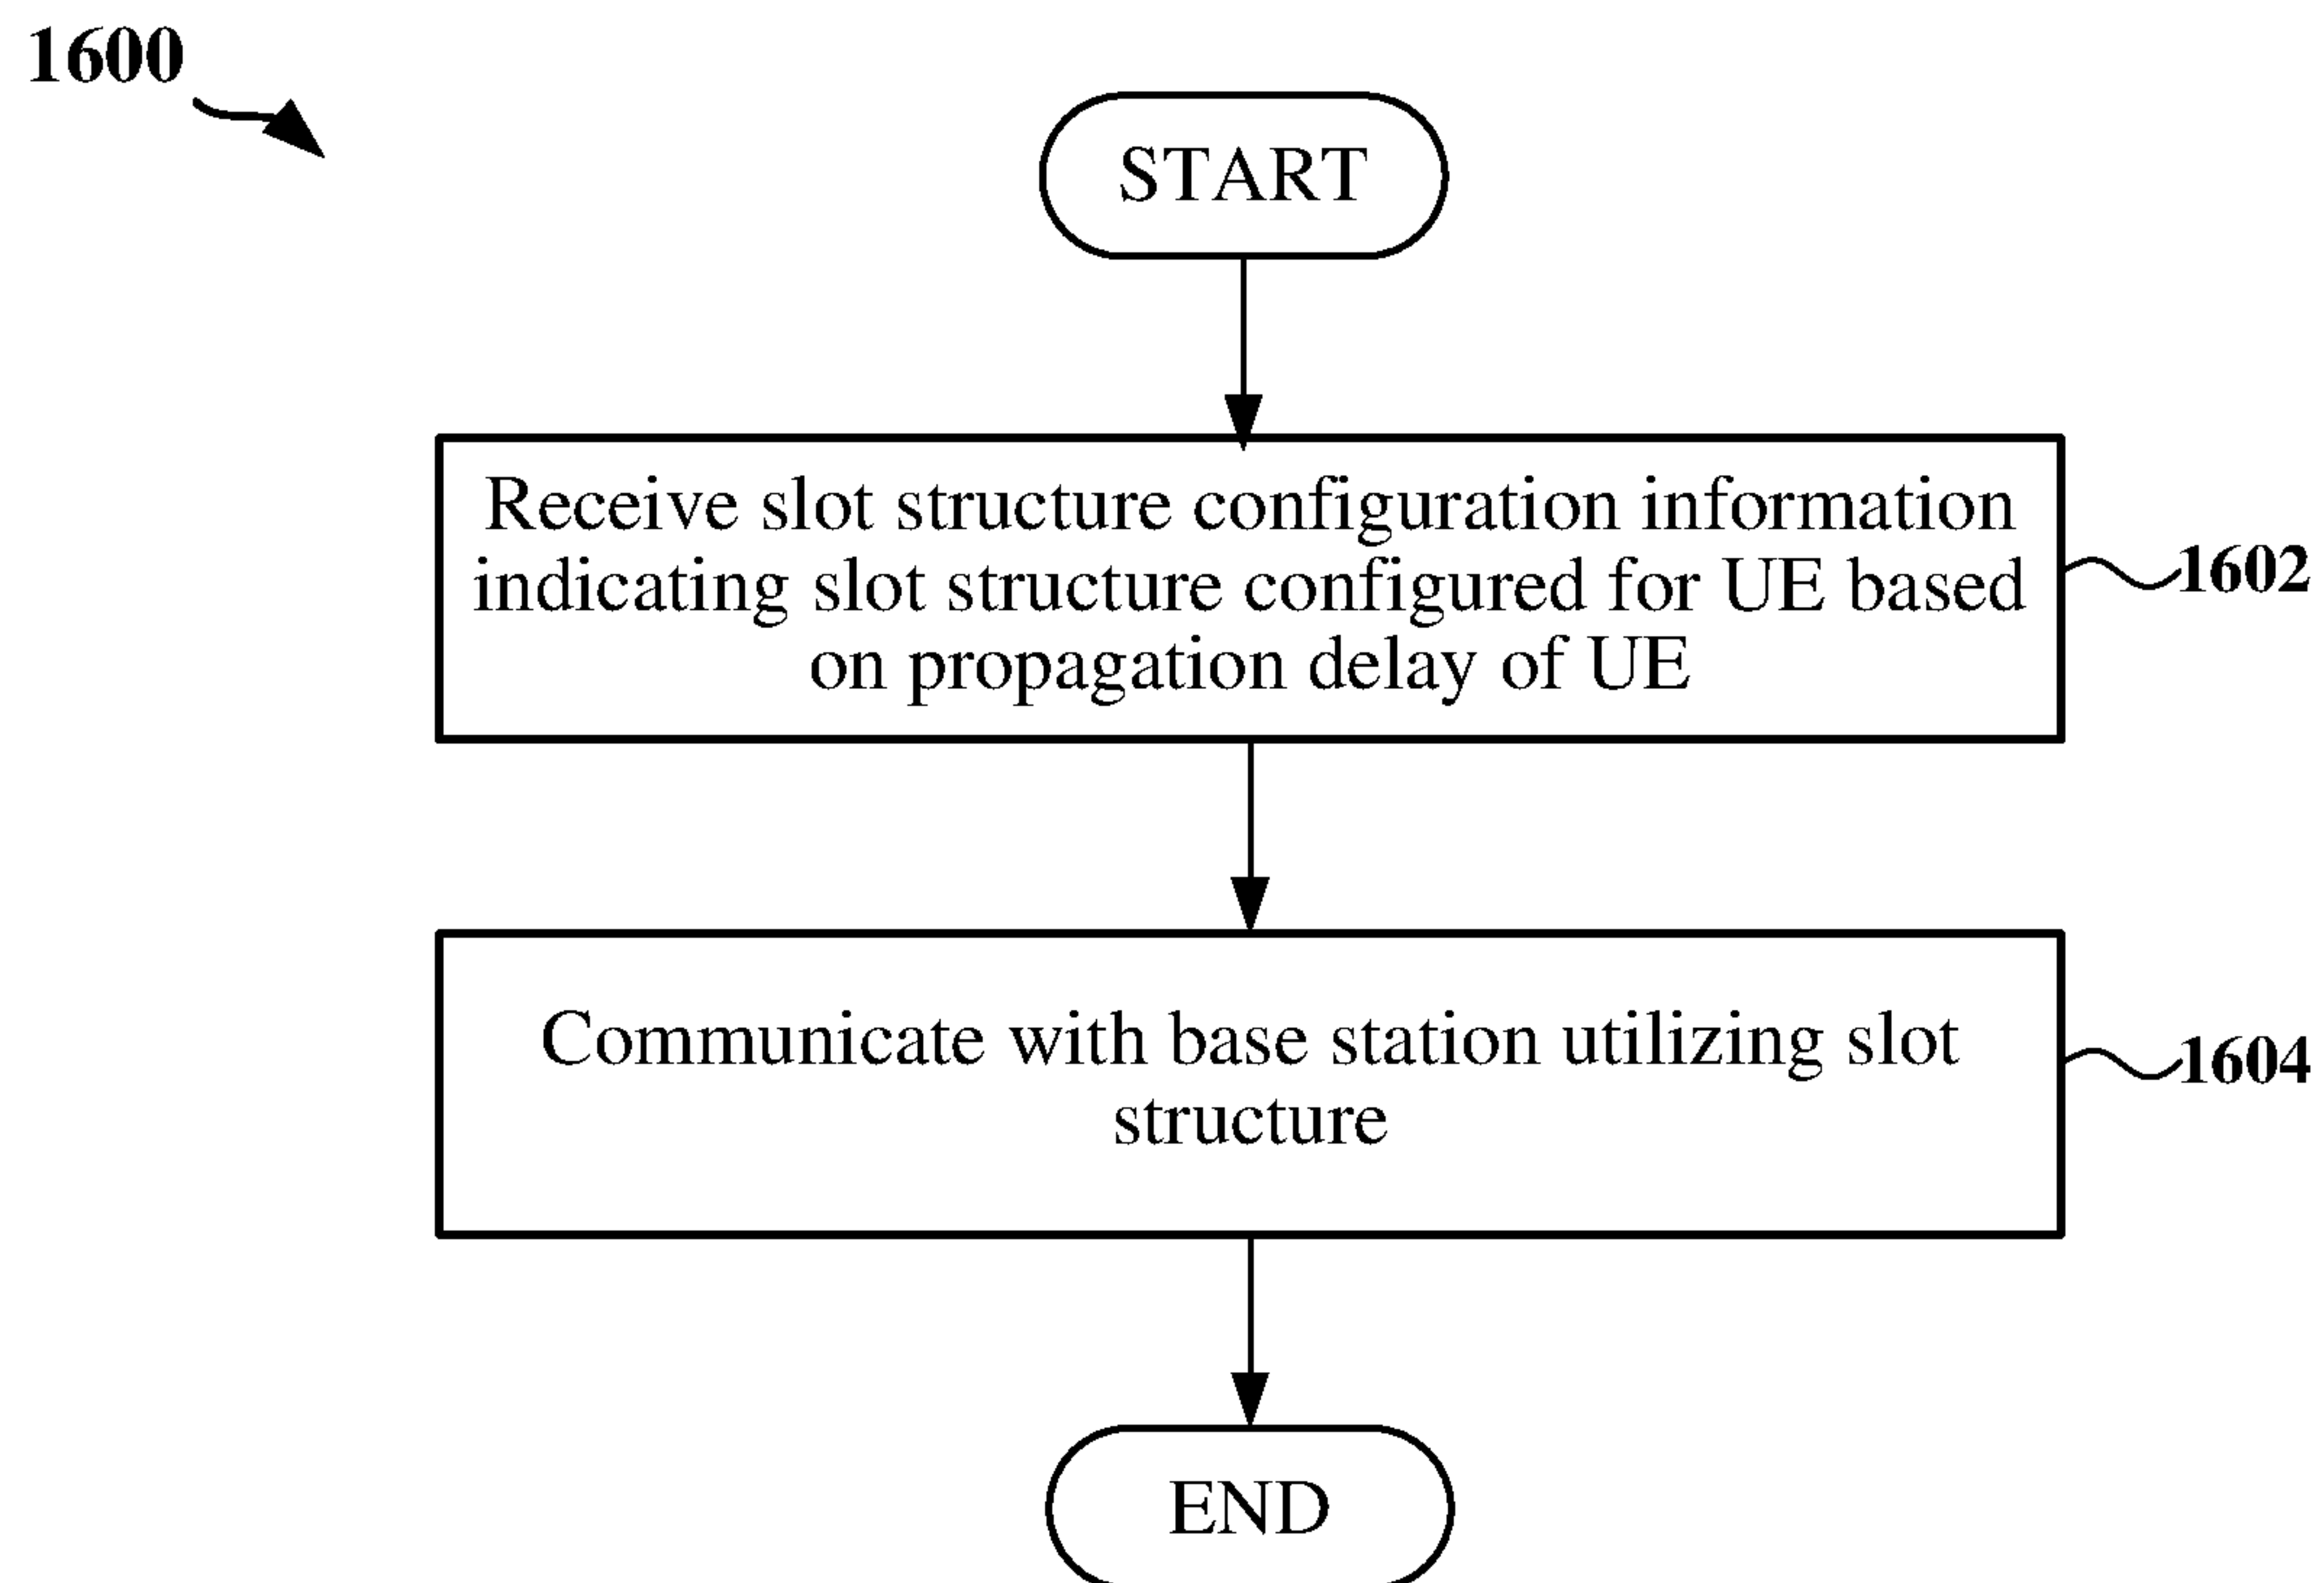 1600
START
Receive slot structure configuration information
indicating slot structure configured for UE based
on propagation delay of UE
1602
Communicate with base station utilizing slot
structure
1604
END